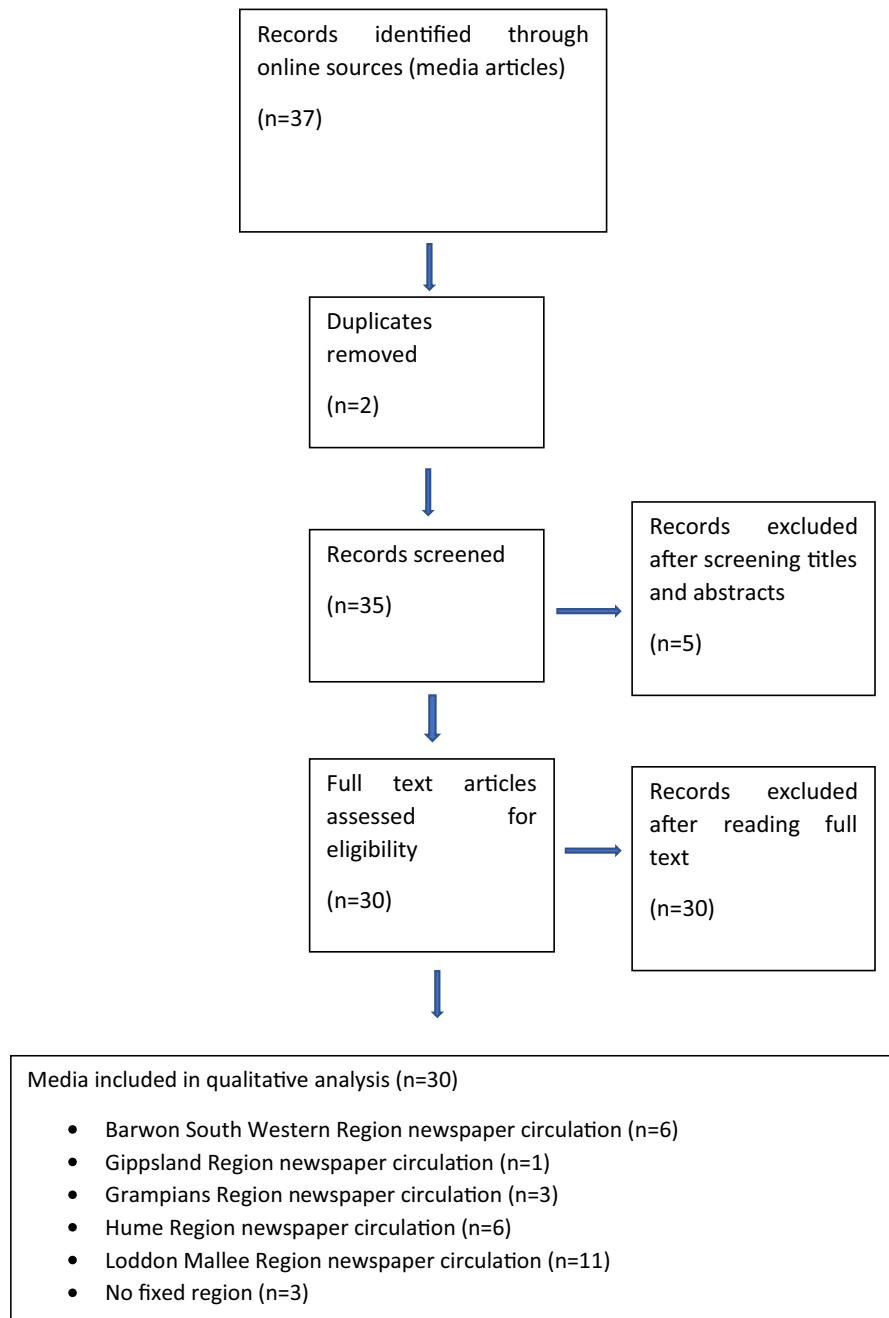 Records identified through
online sources (media articles)
(n=37)
Duplicates
removed
(n=2)
Records screened
(n=35)
Records excluded
after screening titles
and abstracts
(n=5)
Full text articles
assessed for
eligibility
(n=30)
Records excluded
after reading full
text
(n=30)
Media included in qualitative analysis (n=30)
• Barwon South Western Region newspaper circulation (n=6)
• Gippsland Region newspaper circulation (n=1)
• Grampians Region newspaper circulation (n=3)
• Hume Region newspaper circulation (n=6)
• Loddon Mallee Region newspaper circulation (n=11)
• No fixed region (n=3)